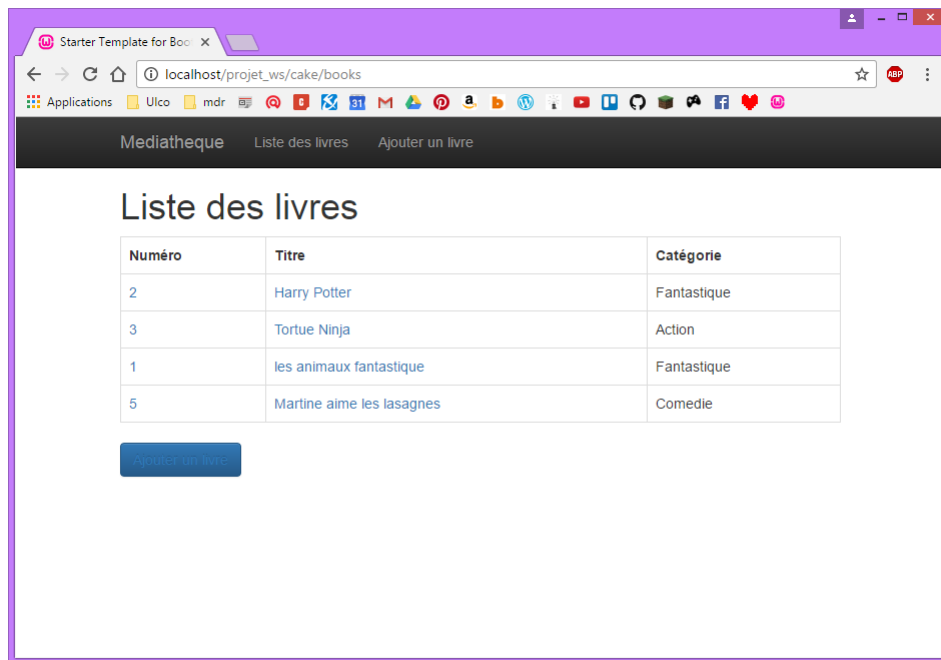 Starter Template for Boo
localhost/projet_ws/cake/books
ABP
Applications Ulco mdr
31
Mediatheque Liste des livres Ajouter un livre
Liste des livres
Numéro Titre Catégorie
2 Harry Potter Fantastique
3 Tortue Ninja Action
1 les animaux fantastique Fantastique
5 Martine aime les lasagnes Comedie
Ajouter un livre